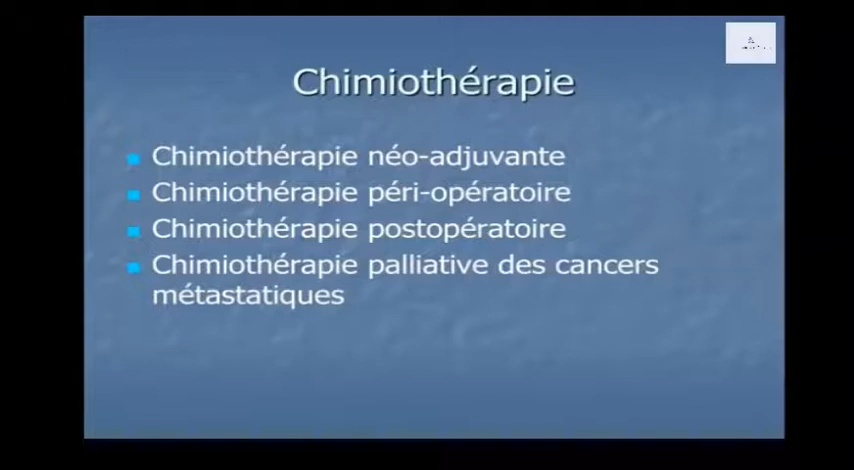 Chimiothérapie
Chimiothérapie néo-adjuvante
Chimiothérapie péri-opératoire
Chimiothérapie postopératoire
Chimiothérapie palliative des cancers
métastatiques